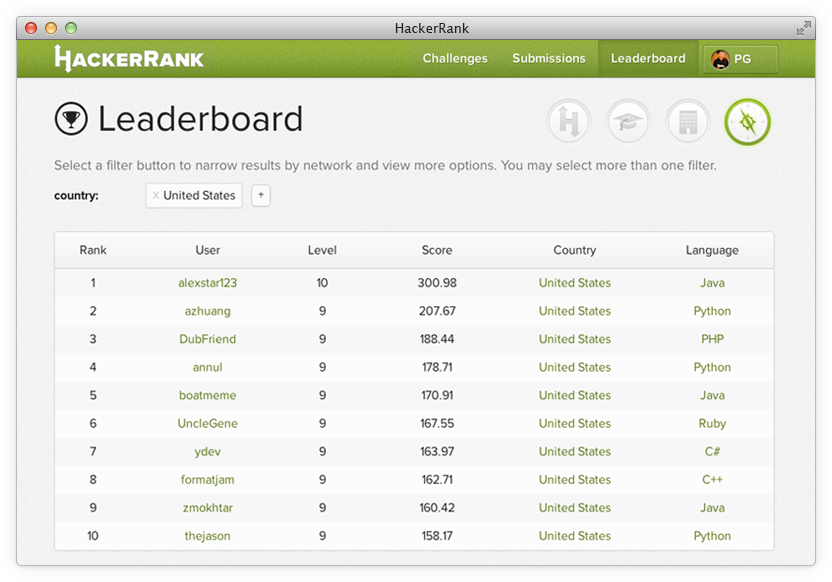 HackerRank
HACKERRANK Challenges Submissions Leaderboard PG
Leaderboard
Select a filter button to narrow results by network and view more options. You may select more than one filter.
country: x United States +
Rank User Level Score Country Language
1 alexstar123 10 300.98 United States Java
2 azhuang 9 207.67 United States Python
3 DubFriend 9 188.44 United States PHP
4 annul 9 178.71 United States Python
5 boatmeme 9 170.91 United States Java
6 UncleGene 9 167.55 United States Ruby
7 ydev 9 163.97 United States C#
8 formatjam 9 162.71 United States C++
9 zmokhtar 9 160.42 United States Java
10 thejason 9 158.17 United States Python